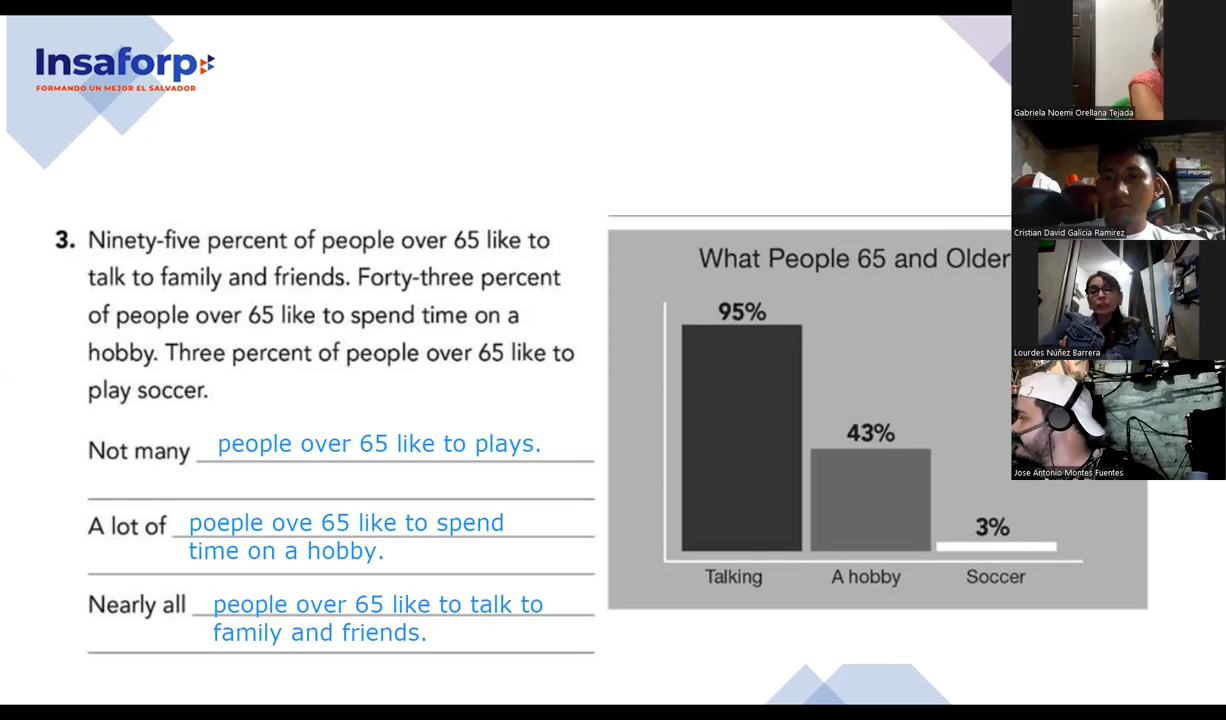 Insaforp
FORMANDO UN MEJOR EL SALVADOR
3. Ninety-five percent of people over 65 like to
talk to family and friends. Forty-three percent
of people over 65 like to spend time on a
hobby. Three percent of people over 65 like to
play soccer.
Not many people over 65 like to plays.
A lot of poeple ove 65 like to spend
time on a hobby.
Nearly all people over 65 like to talk to
family and friends.
What People 65 and Older
95%
43%
3%
Talking A hobby Soccer
Gabriela Noemi Orellana Tejada
PEPSI
Cristian David Galicia Ramirez
Lourdes Núñez Barrera
Jose Antonio Montes Fuentes